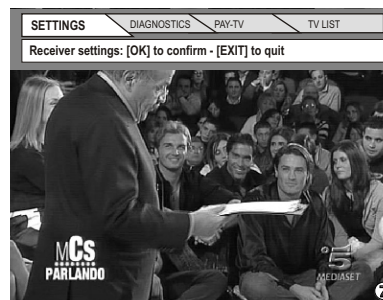 SETTINGS DIAGNOSTICS PAY-TV TV LIST
Receiver settings: [OK] to confirm - [EXIT] to quit
MCs
PARLANDO
5
MEDIASET